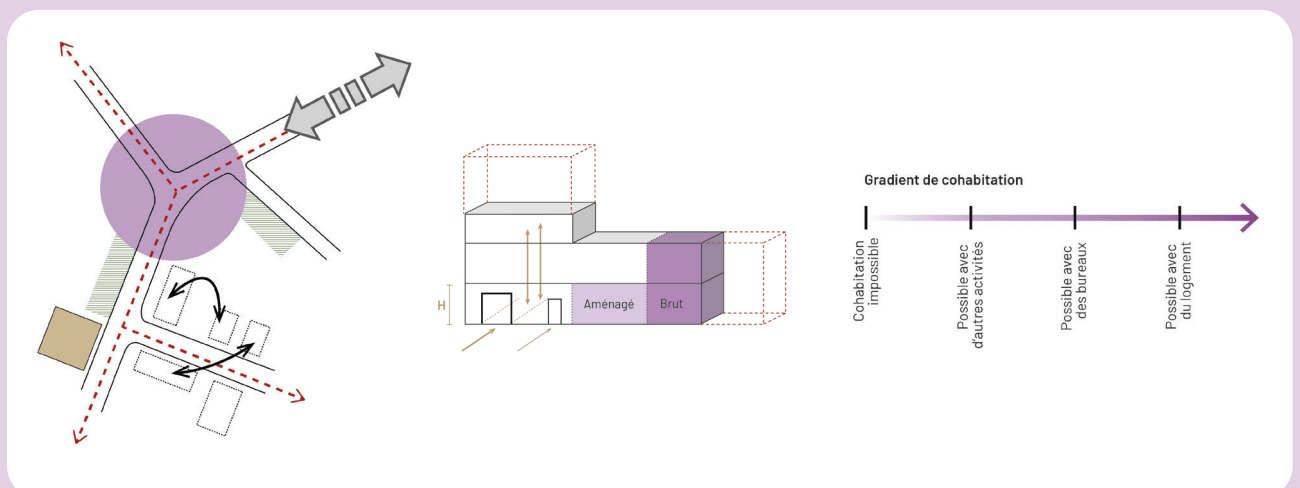 H
Aménagé
Brut
Gradient de cohabitation
Cohabitation
impossible
Possible avec
d'autres activités
Possible avec
des bureaux
Possible avec
du logement